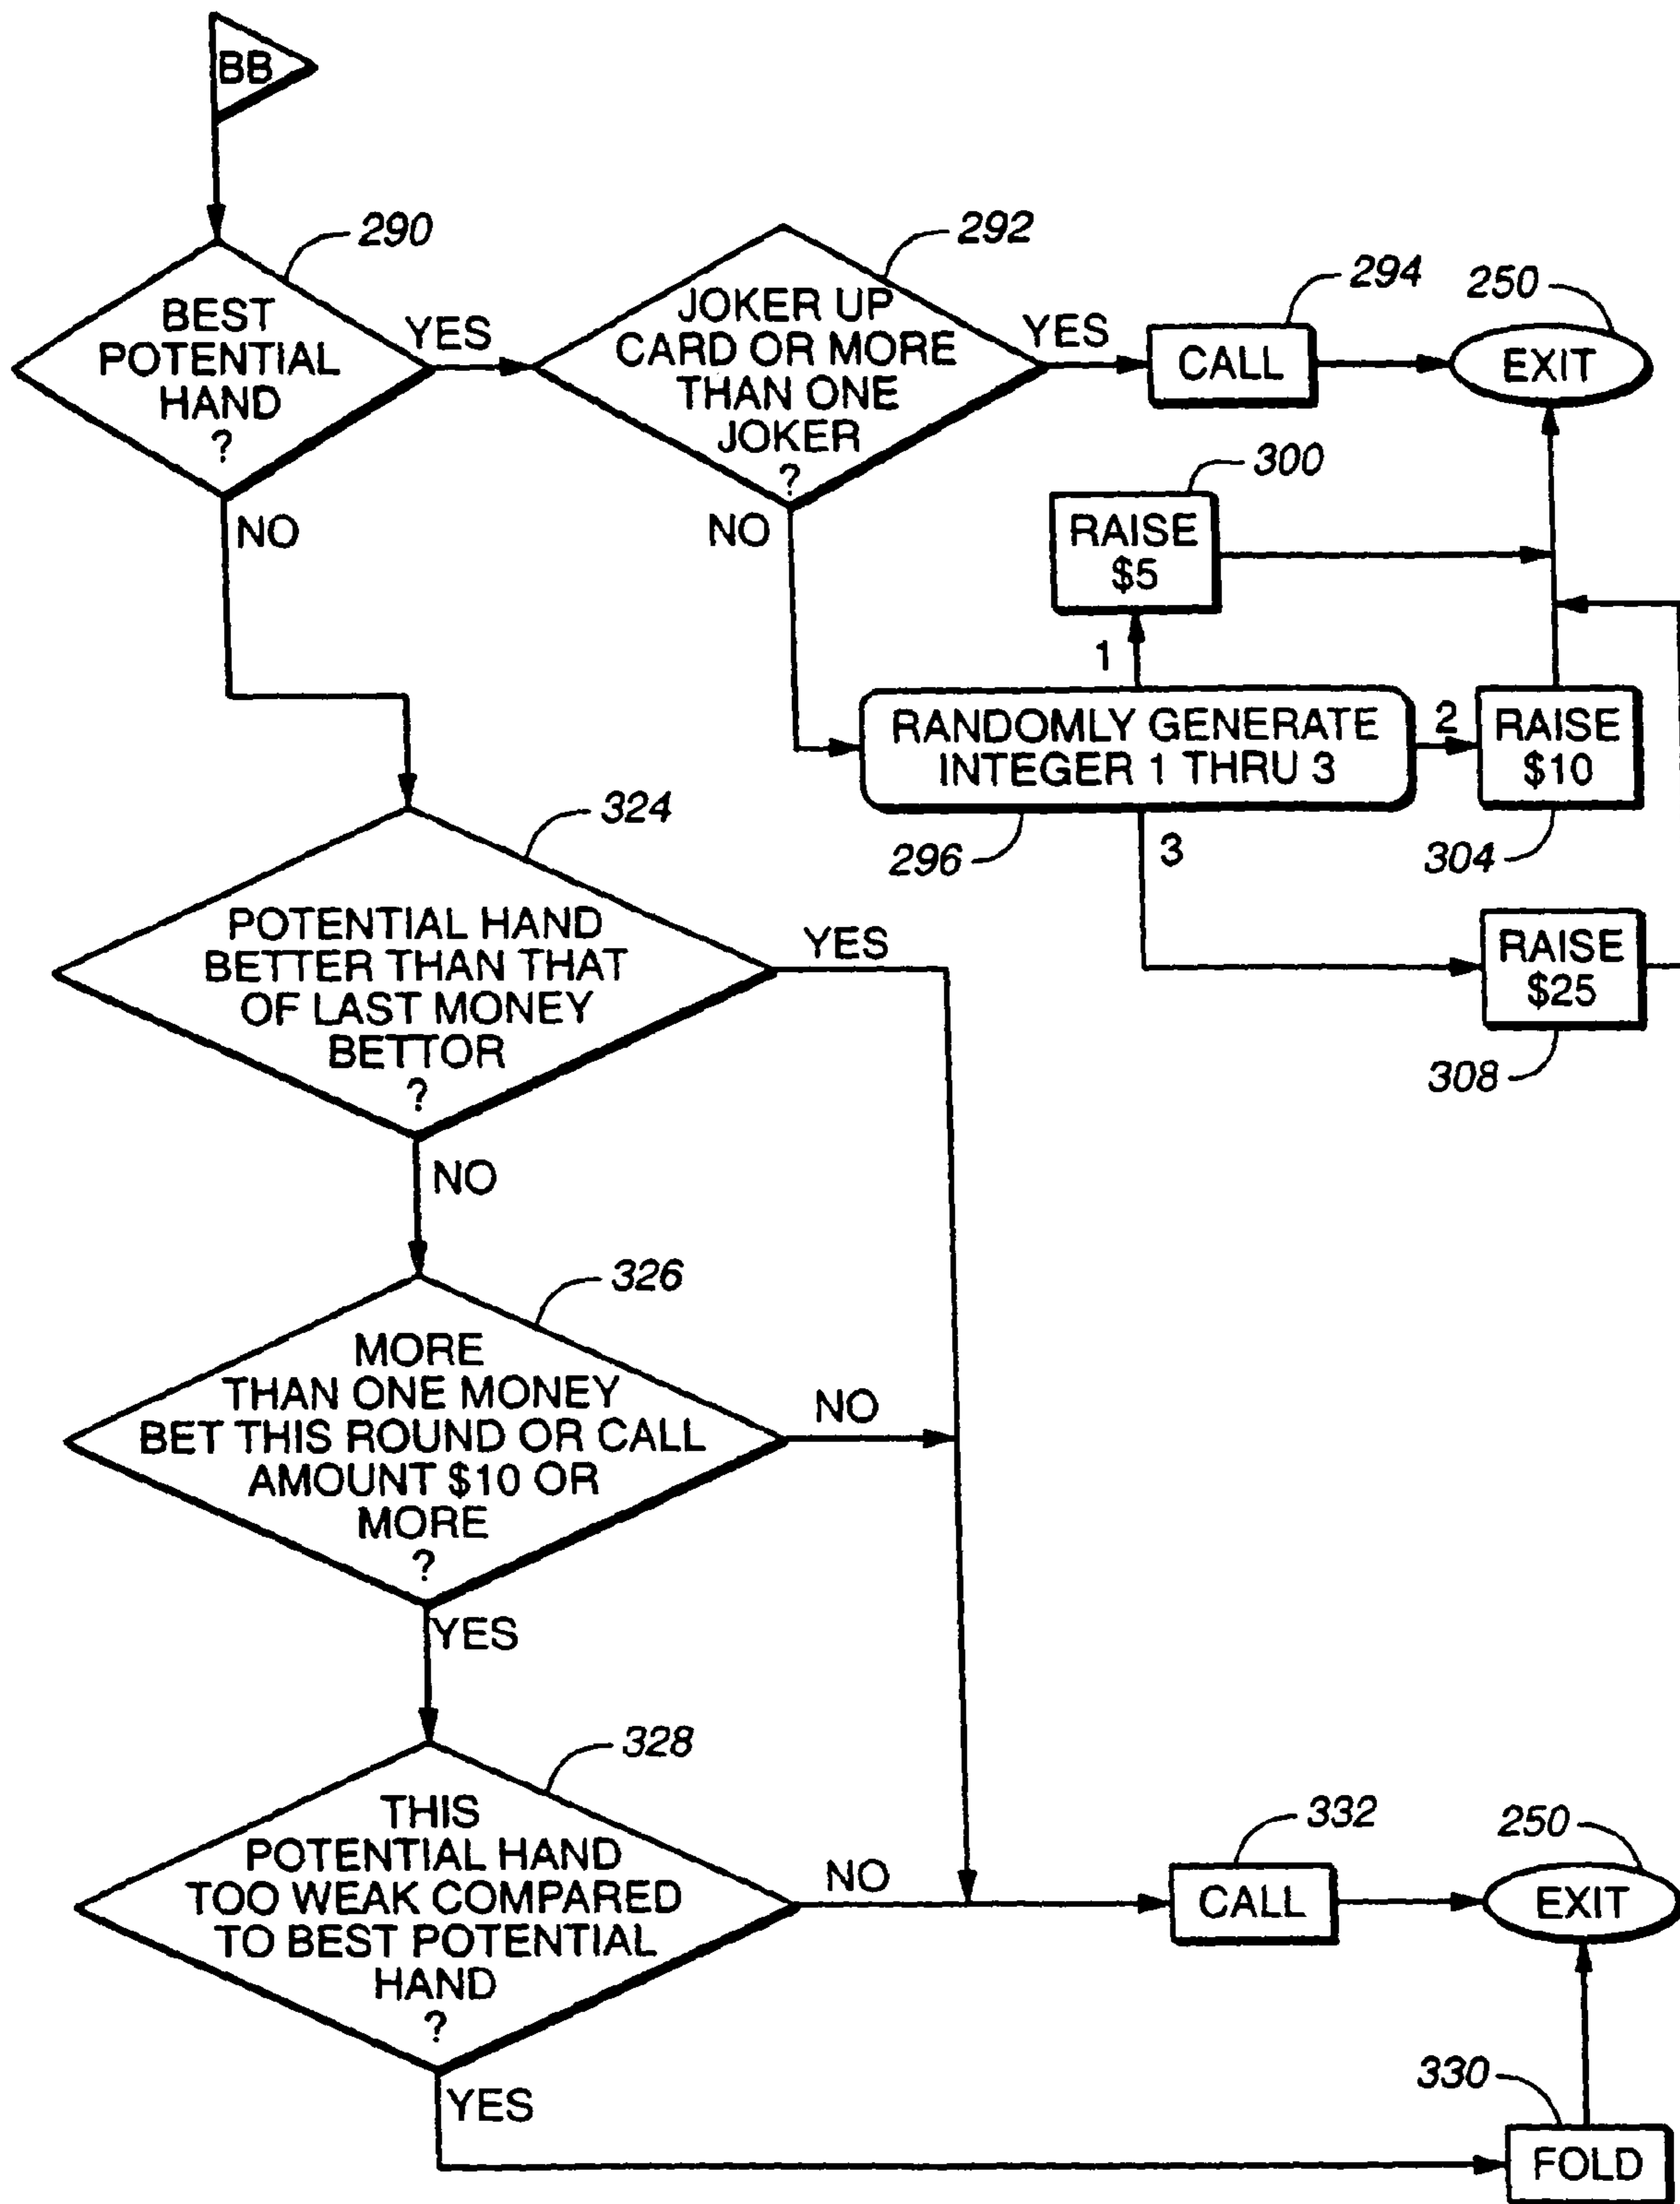 BB
290
BEST
POTENTIAL
HAND
?
YES
NO
292
JOKER UP
CARD OR MORE
THAN ONE
JOKER
?
YES
NO
294
CALL
250
EXIT
300
RAISE
$5
1
RANDOMLY GENERATE
INTEGER 1 THRU 3
296
2
RAISE
$10
304
3
RAISE
$25
308
324
POTENTIAL HAND
BETTER THAN THAT
OF LAST MONEY
BETTOR
?
YES
NO
326
MORE
THAN ONE MONEY
BET THIS ROUND OR CALL
AMOUNT $10 OR
MORE
?
NO
YES
328
THIS
POTENTIAL HAND
TOO WEAK COMPARED
TO BEST POTENTIAL
HAND
?
NO
YES
332
CALL
250
EXIT
330
FOLD